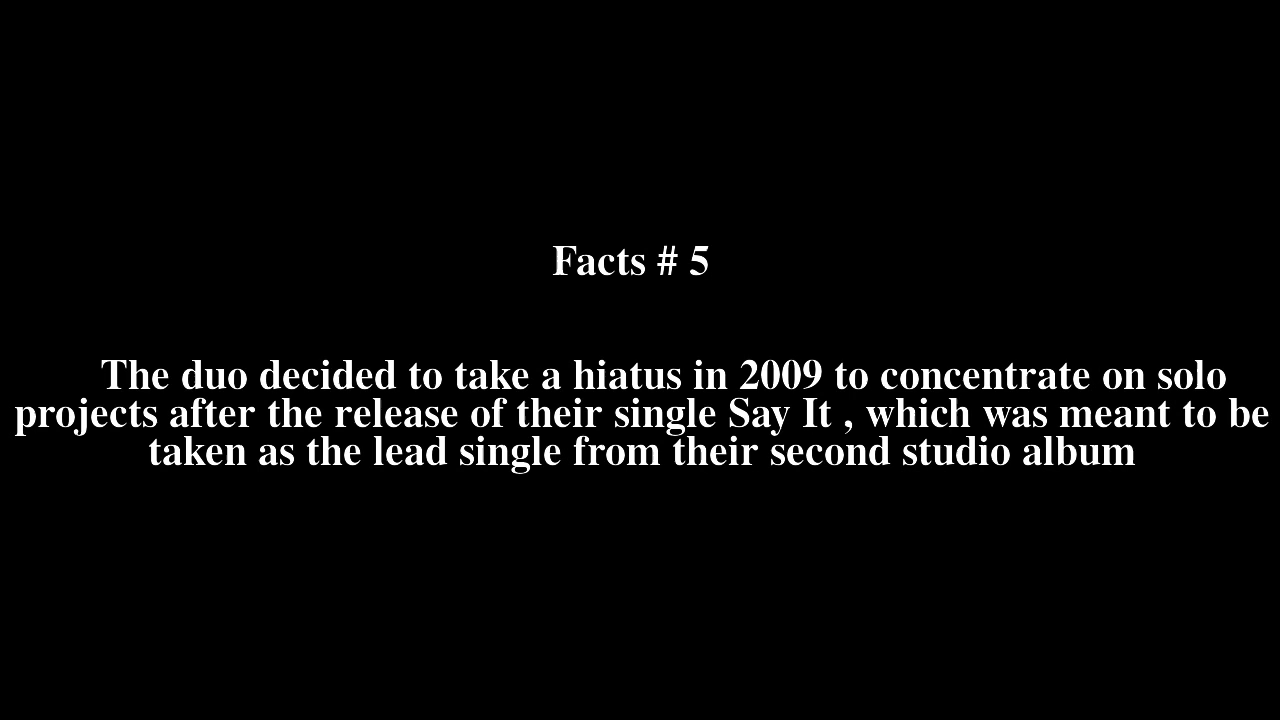 Facts # 5
The duo decided to take a hiatus in 2009 to concentrate on solo
projects after the release of their single Say It , which was meant to be
taken as the lead single from their second studio album